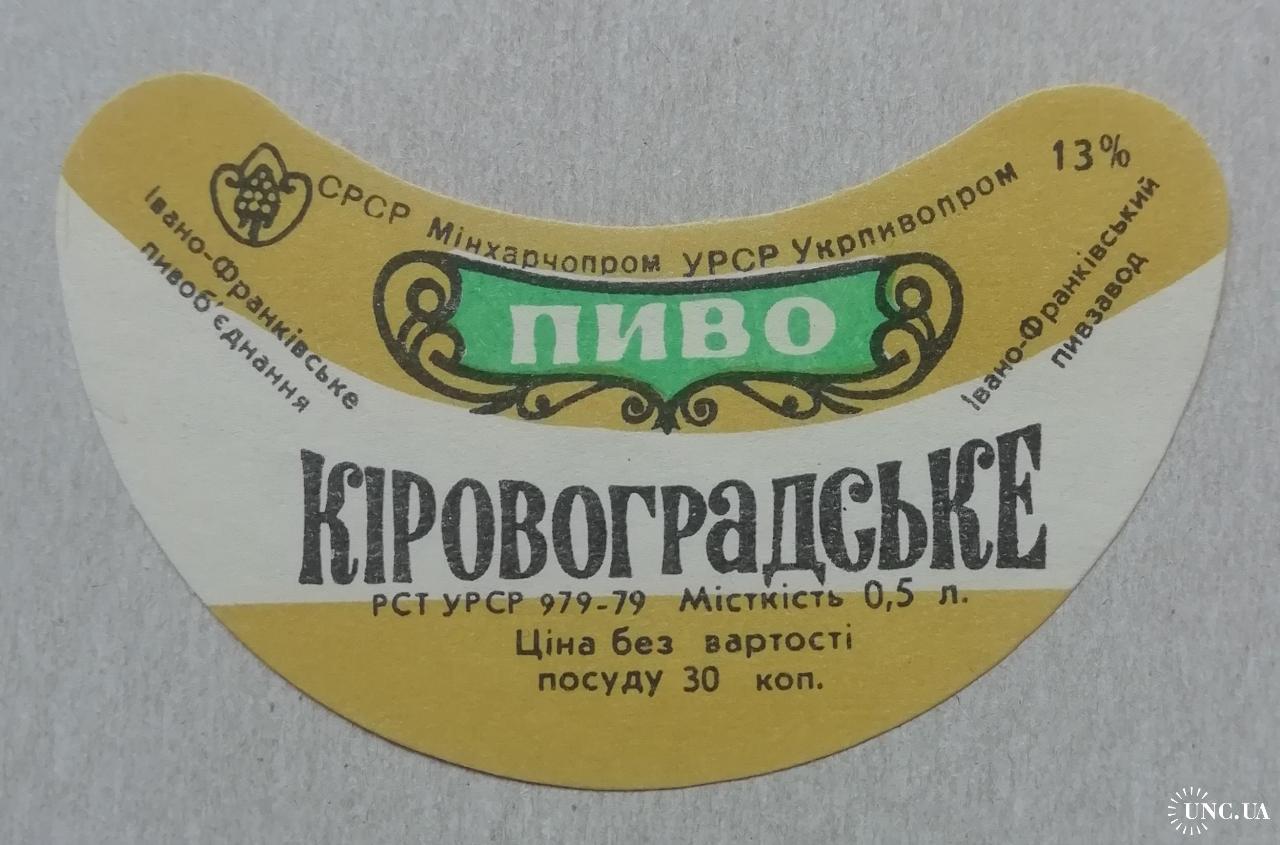 СРСР Мінхарчопром УРСР Укрпивопром 13%
Івано-Франківське
пивоб'єднання
Івано-Франківський
пивзавод
ПИВО
КІРОВОГРАДСЬКЕ
РСТ УРСР 979-79 Місткість 0,5 л.
Ціна без вартості
посуду 30 коп.
UNC.UA